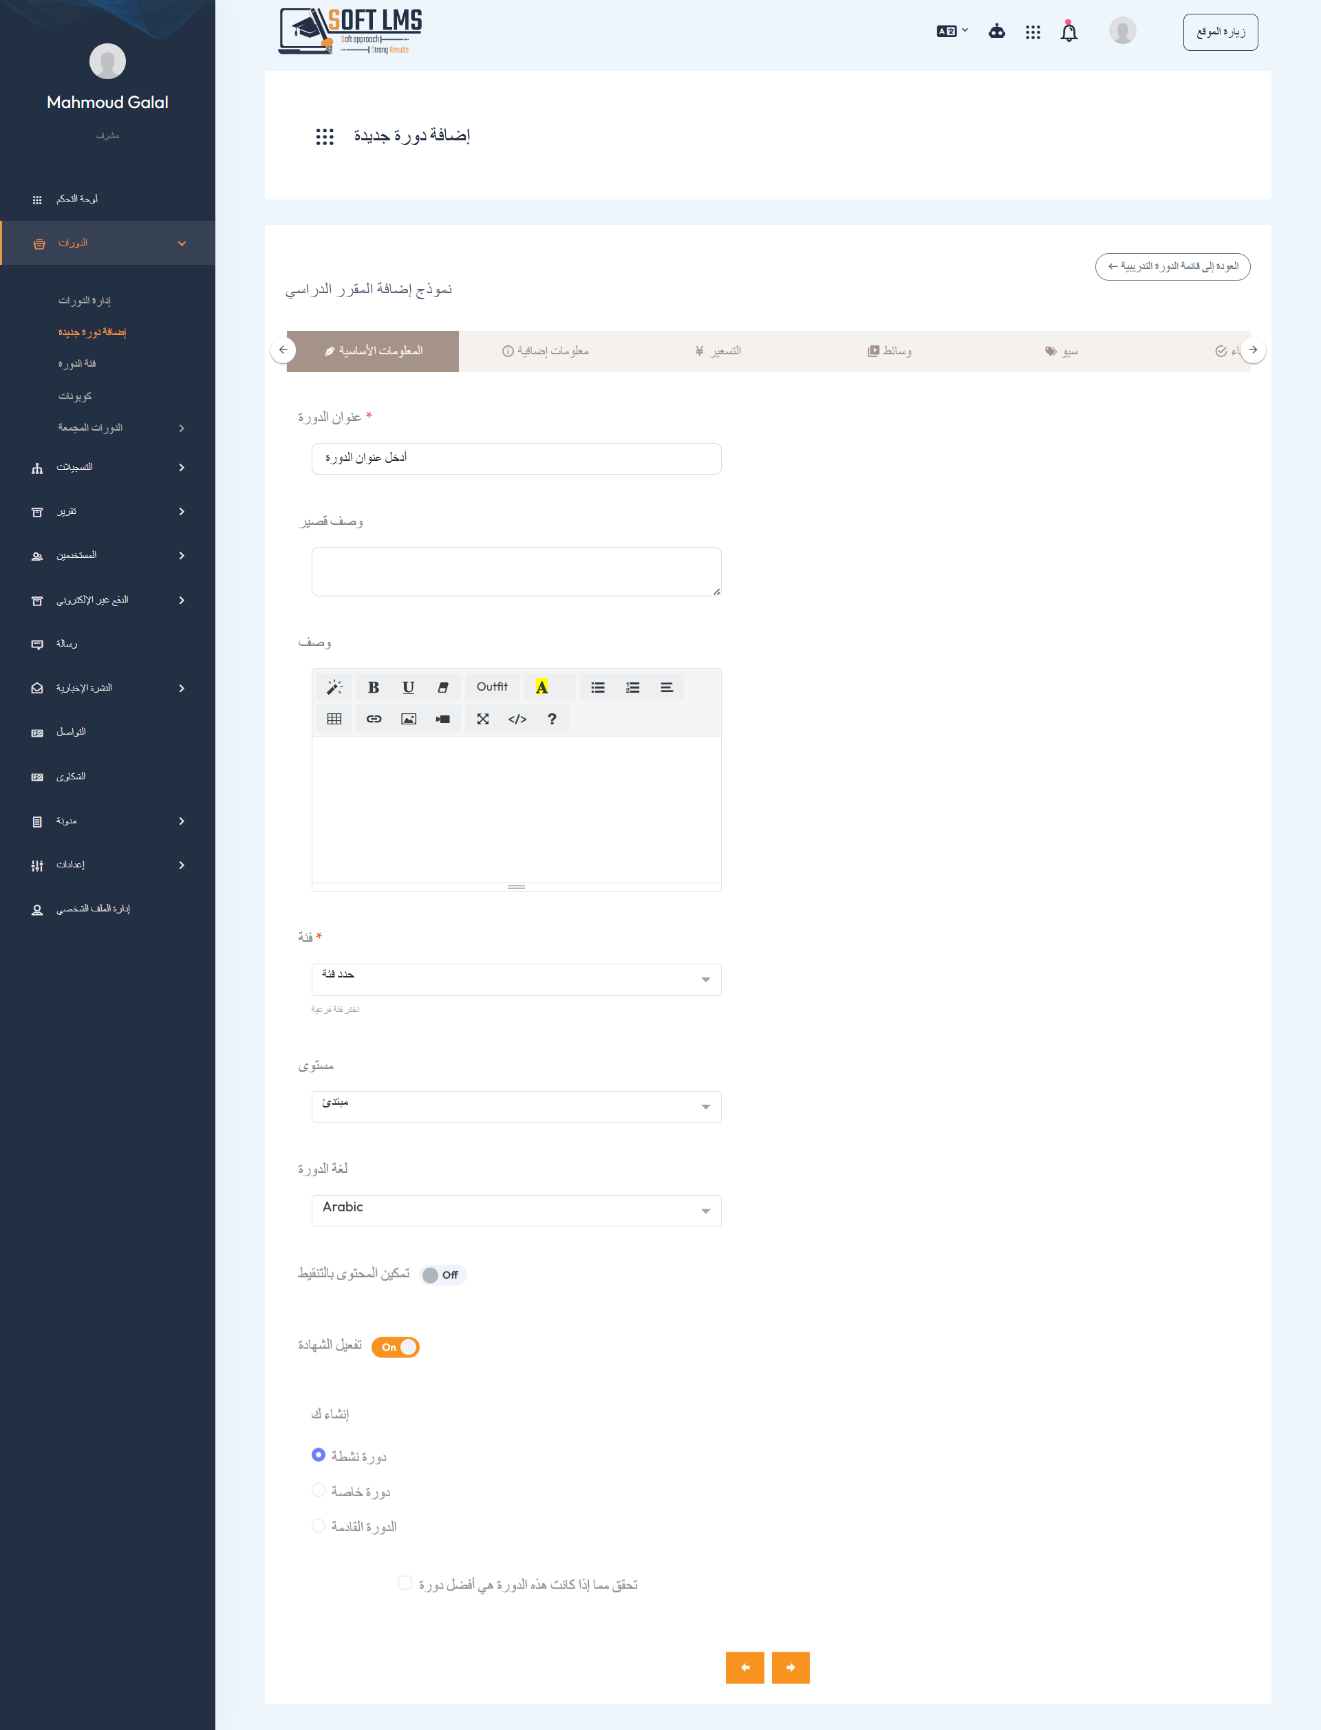 SOFT LMS
Soft approach
Strong Results
زيارة الموقع
Mahmoud Galal
مشرف
لوحة التحكم
الدورات
إدارة الدورات
إضافة دورة جديدة
فئة الدورة
كوبونات
الدورات المجمعة
التسجيلات
تقرير
المستخدمين
الدفع غير الإلكتروني
رسالة
النشرة الإخبارية
التواصل
الشكاوى
مدونة
إعدادات
إدارة الملف الشخصي
إضافة دورة جديدة
العودة إلى قائمة الدورة التدريبية
نموذج إضافة المقرر الدراسي
المعلومات الأساسية
معلومات إضافية
التسعير
وسائط
سيو
عنوان الدورة *
أدخل عنوان الدورة
وصف قصير
وصف
B U Outfit A
</> ?
فئة *
حدد فئة
اختر فئة فرعية
مستوى
مبتدئ
لغة الدورة
Arabic
تمكين المحتوى بالتنقيط Off
تفعيل الشهادة On
إنشاء ك
دورة نشطة
دورة خاصة
الدورة القادمة
تحقق مما إذا كانت هذه الدورة هي أفضل دورة